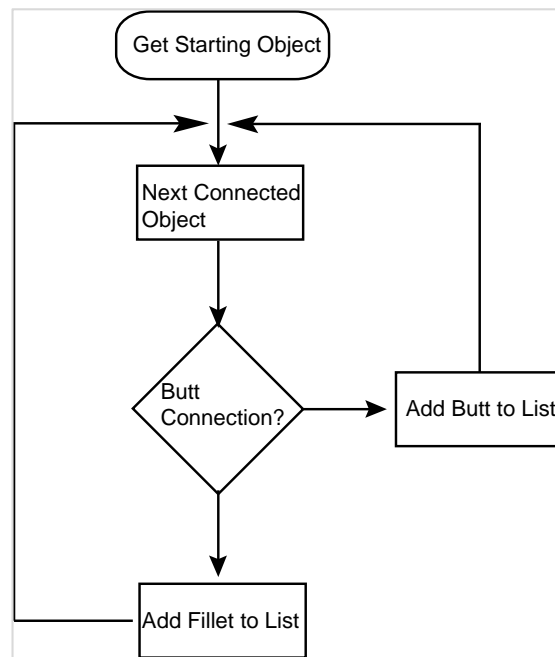 Get Starting Object
Next Connected
Object
Butt
Connection?
Add Butt to List
Add Fillet to List